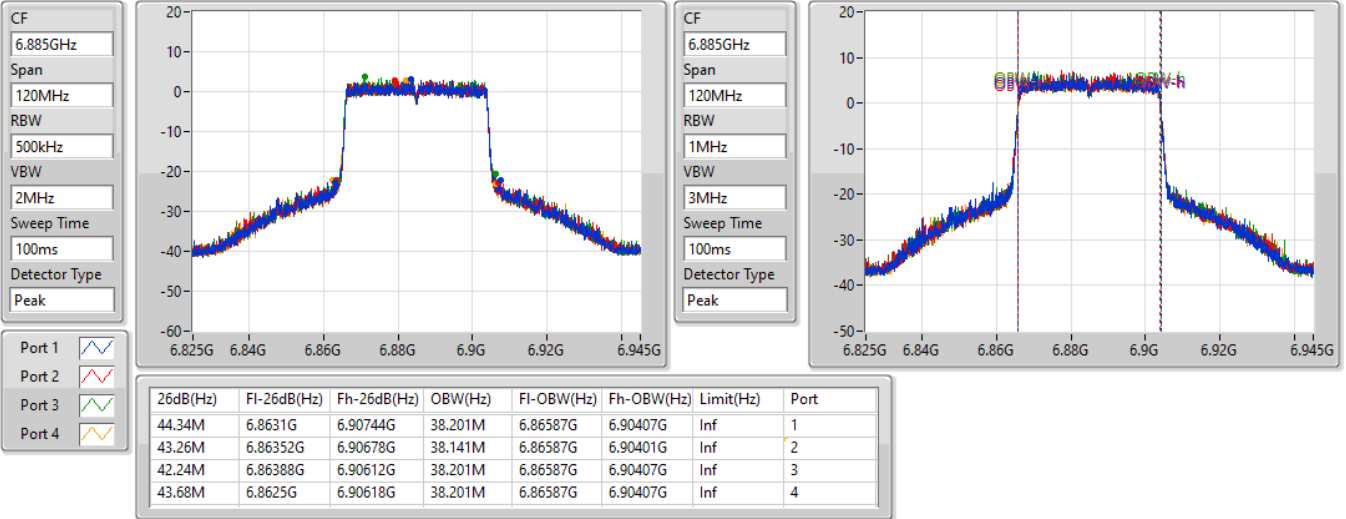 CF
6.885GHz
Span
120MHz
RBW
500kHz
VBW
2MHz
Sweep Time
100ms
Detector Type
Peak
20
10
0
-10
-20
-30
-40
-50
-60
6.825G 6.84G 6.86G 6.88G 6.9G 6.92G 6.945G
CF
6.885GHz
Span
120MHz
RBW
1MHz
VBW
3MHz
Sweep Time
100ms
Detector Type
Peak
20
10
0
-10
-20
-30
-40
-50
OBW-h
6.825G 6.84G 6.86G 6.88G 6.9G 6.92G 6.945G
Port 1
Port 2
Port 3
Port 4
26dB(Hz) Fl-26dB(Hz) Fh-26dB(Hz) OBW(Hz) Fl-OBW(Hz) Fh-OBW(Hz) Limit(Hz) Port
44.34M 6.8631G 6.90744G 38.201M 6.86587G 6.90407G Inf 1
43.26M 6.86352G 6.90678G 38.141M 6.86587G 6.90401G Inf 2
42.24M 6.86388G 6.90612G 38.201M 6.86587G 6.90407G Inf 3
43.68M 6.8625G 6.90618G 38.201M 6.86587G 6.90407G Inf 4